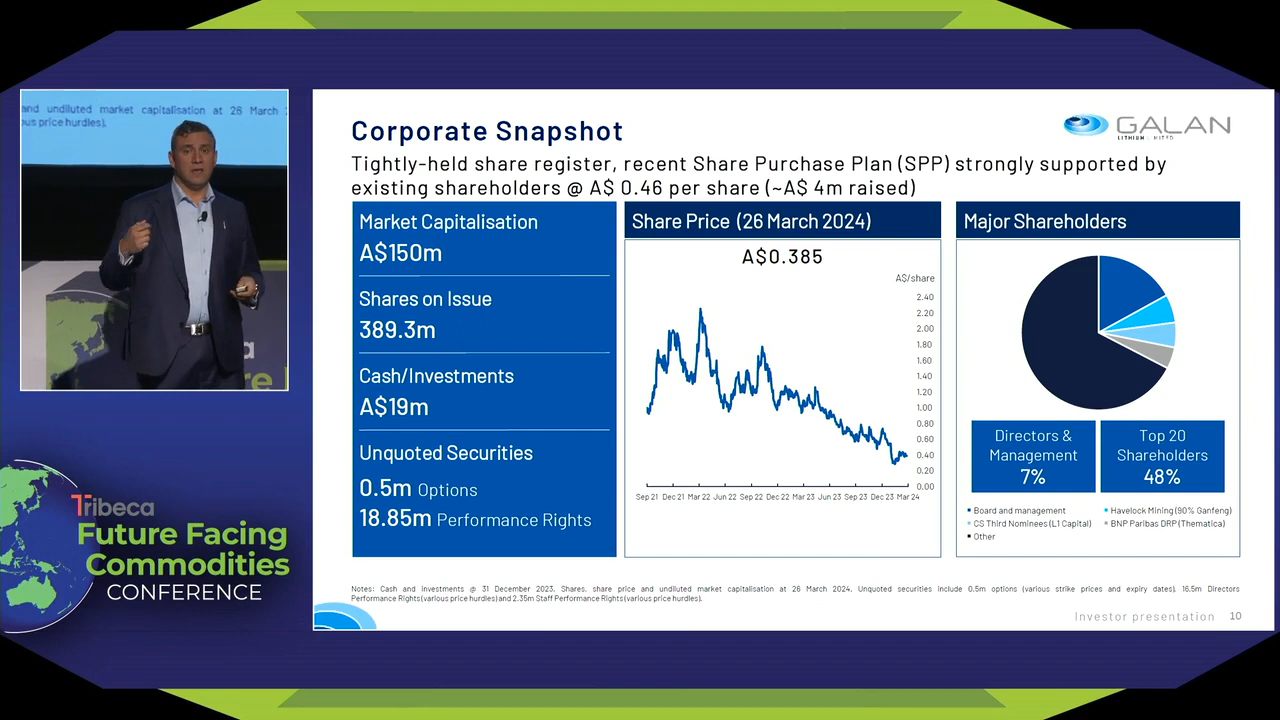 and undiluted market capitalisation at 26 March
us price hurdles).
Tribeca
Future Facing
Commodities
CONFERENCE
Corporate Snapshot
GALAN
LITHIUM LIMITED
Tightly-held share register, recent Share Purchase Plan (SPP) strongly supported by
existing shareholders @ A$ 0.46 per share (~A$ 4m raised)
Market Capitalisation
A$150m
Shares on Issue
389.3m
Cash/Investments
A$19m
Unquoted Securities
0.5m Options
18.85m Performance Rights
Share Price (26 March 2024)
A$0.385
A$/share
2.40
2.20
2.00
1.80
1.60
1.40
1.20
1.00
0.80
0.60
0.40
0.20
0.00
Sep 21 Dec 21 Mar 22 Jun 22 Sep 22 Dec 22 Mar 23 Jun 23 Sep 23 Dec 23 Mar 24
Major Shareholders
Directors &
Management
7%
Top 20
Shareholders
48%
Board and management
Havelock Mining (90% Ganfeng)
CS Third Nominees (L1 Capital)
BNP Paribas DRP (Thematica)
Other
Notes: Cash and investments @ 31 December 2023, Shares, share price and undiluted market capitalisation at 26 March 2024. Unquoted securities include 0.5m options (various strike prices and expiry dates), 16.5m Directors
Performance Rights (various price hurdles) and 2.35m Staff Performance Rights (various price hurdles).
Investor presentation 10